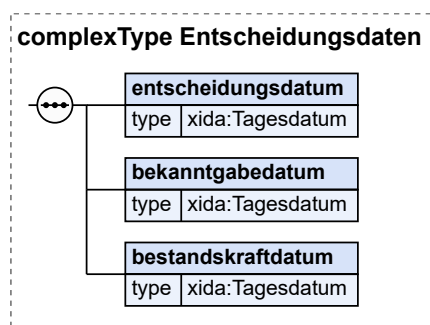 complexType Entscheidungsdaten
entscheidungsdatum
type xida:Tagesdatum
bekanntgabedatum
type xida:Tagesdatum
bestandskraftdatum
type xida:Tagesdatum